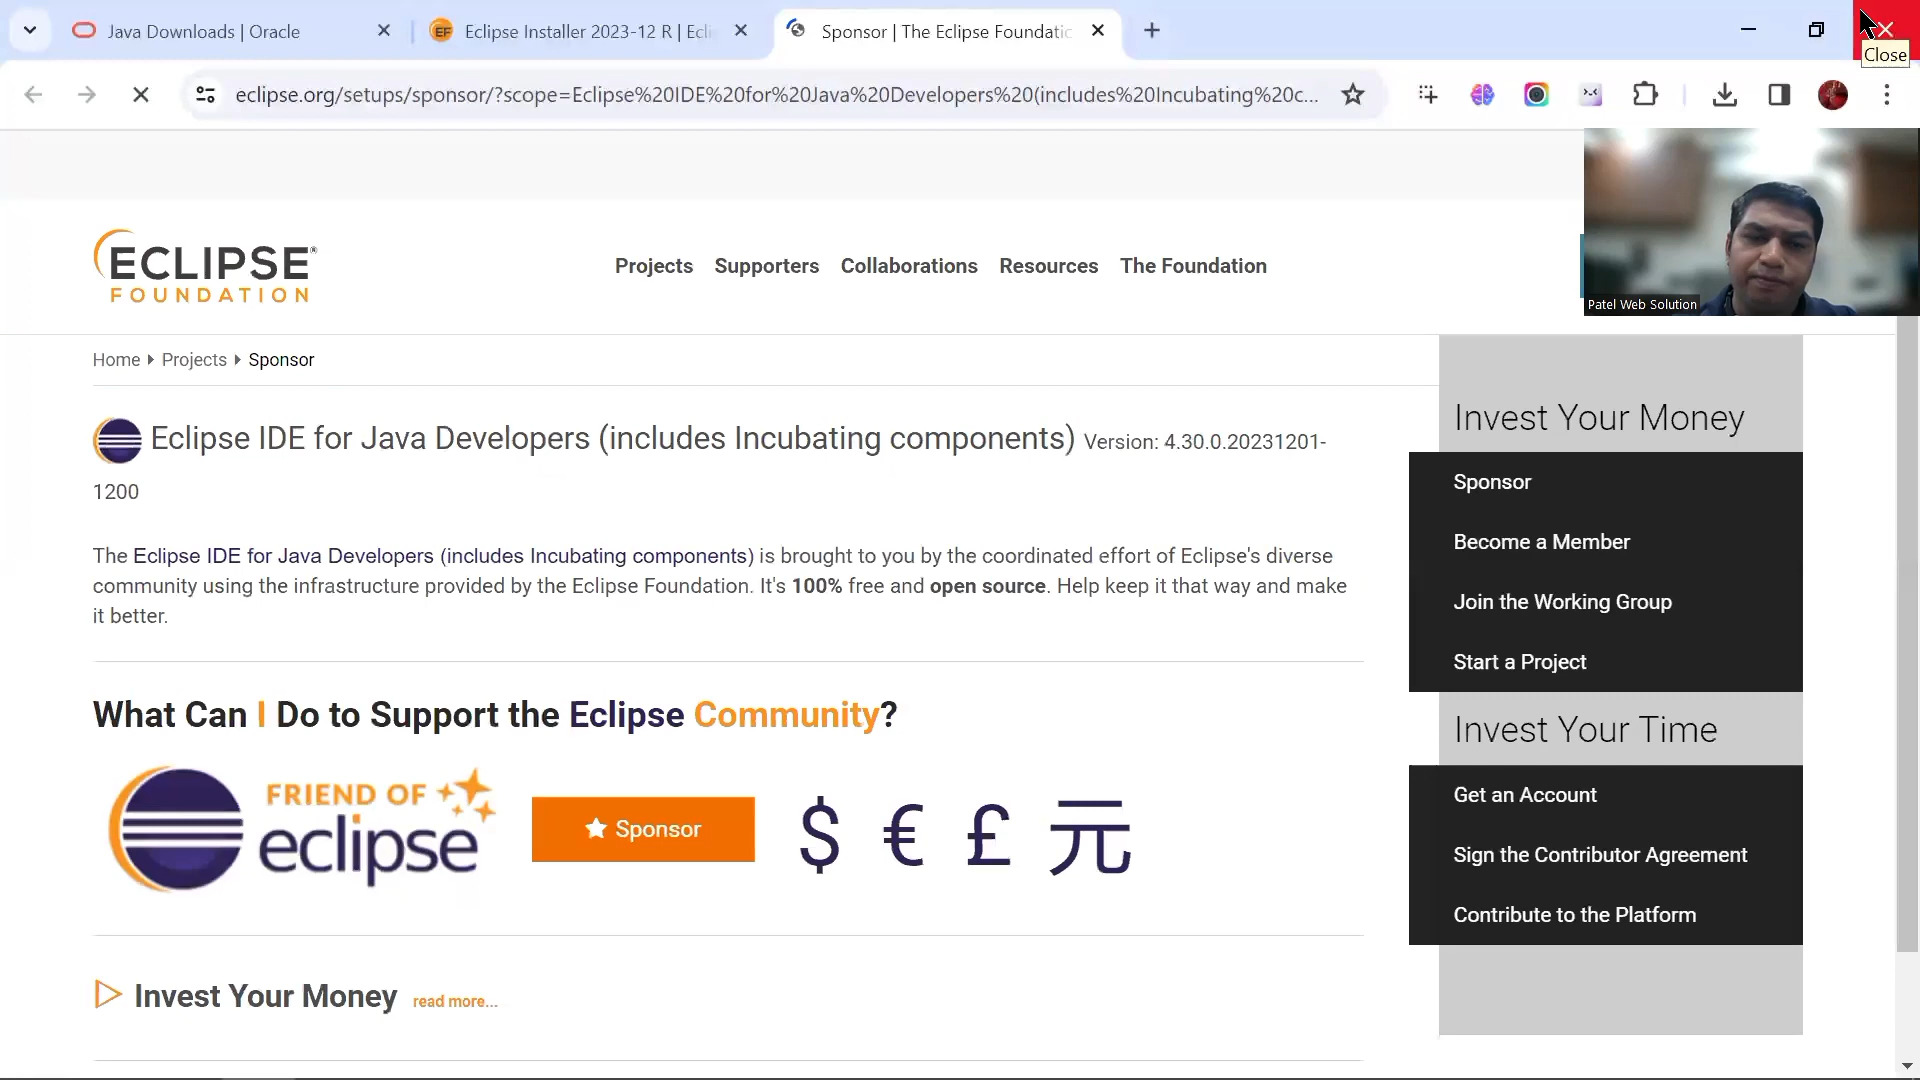 Java Downloads | Oracle
Eclipse Installer 2023-12 R | Ecli
Sponsor | The Eclipse Foundatio
Close
eclipse.org/setups/sponsor/?scope=Eclipse%20IDE%20for%20Java%20Developers%20(includes%20Incubating%20c...
Patel Web Solution
ECLIPSE®
FOUNDATION
Projects Supporters Collaborations Resources The Foundation
Home Projects Sponsor
Eclipse IDE for Java Developers (includes Incubating components) Version: 4.30.0.20231201-
1200
The Eclipse IDE for Java Developers (includes Incubating components) is brought to you by the coordinated effort of Eclipse's diverse
community using the infrastructure provided by the Eclipse Foundation. It's 100% free and open source. Help keep it that way and make
it better.
What Can I Do to Support the Eclipse Community?
FRIEND OF
eclipse
Sponsor
$ € £ 元
Invest Your Money read more...
Invest Your Money
Sponsor
Become a Member
Join the Working Group
Start a Project
Invest Your Time
Get an Account
Sign the Contributor Agreement
Contribute to the Platform